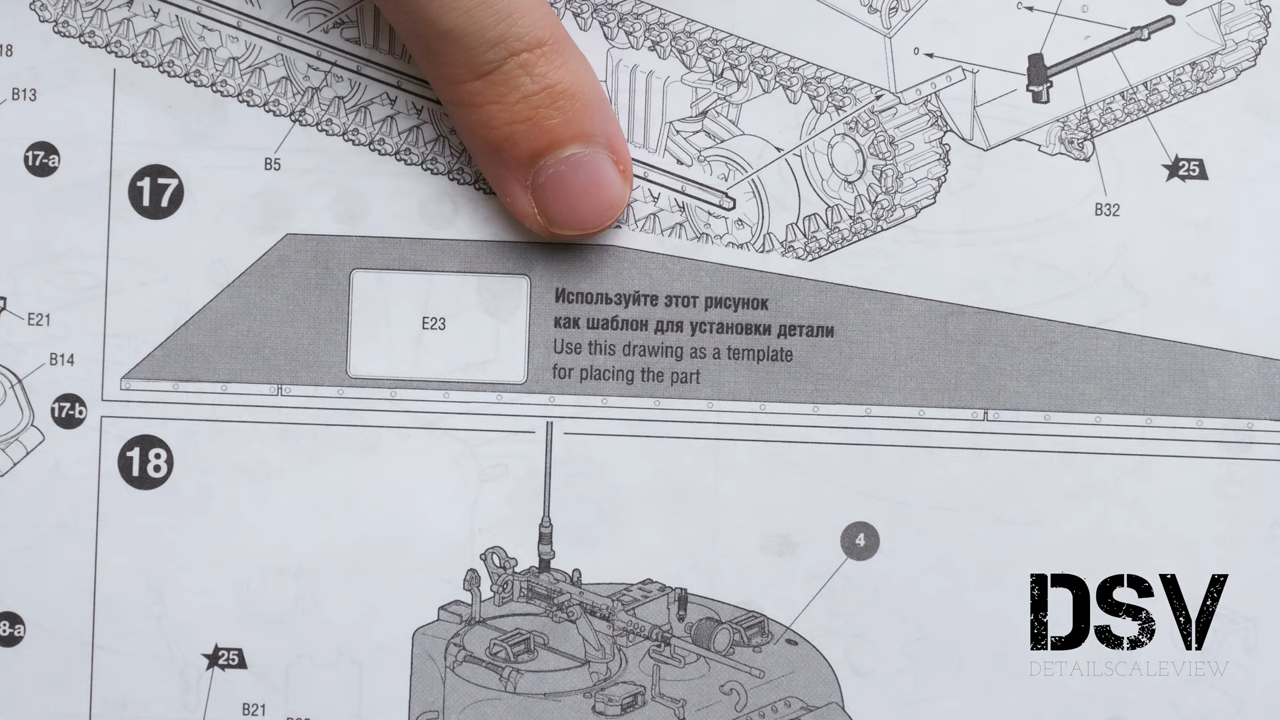 18
B13
17-a
17
B5
25
B32
Используйте этот рисунок
как шаблон для установки детали
Use this drawing as a template
for placing the part
E23
E21
B14
17-b
18
4
8-a
25
B21
DSV
DETAILSCALEVIEW